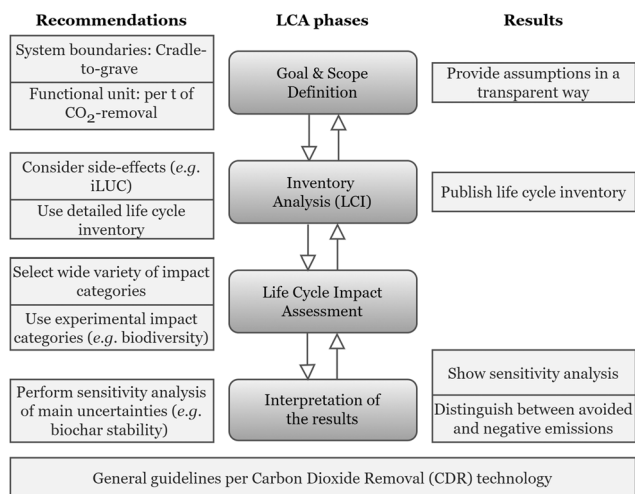 Recommendations
LCA phases
Results
System boundaries: Cradle-
to-grave
Functional unit: per t of
CO₂-removal
Goal & Scope
Definition
Provide assumptions in a
transparent way
Consider side-effects (e.g.
iLUC)
Use detailed life cycle
inventory
Inventory
Analysis (LCI)
Publish life cycle inventory
Select wide variety of impact
categories
Use experimental impact
categories (e.g. biodiversity)
Life Cycle Impact
Assessment
Perform sensitivity analysis
of main uncertainties (e.g.
biochar stability)
Interpretation of
the results
Show sensitivity analysis
Distinguish between avoided
and negative emissions
General guidelines per Carbon Dioxide Removal (CDR) technology